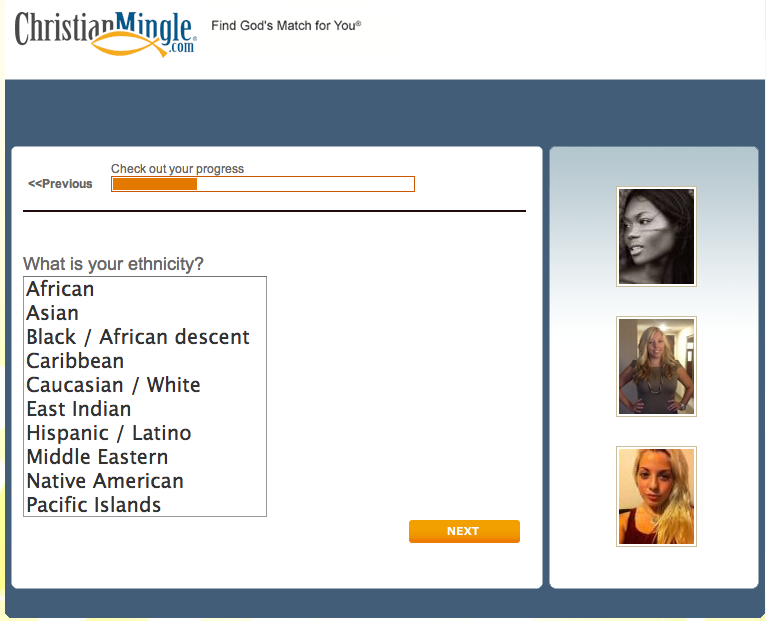 ChristianMingle®
.com
Find God's Match for You®
Check out your progress
<<Previous
What is your ethnicity?
African
Asian
Black / African descent
Caribbean
Caucasian / White
East Indian
Hispanic / Latino
Middle Eastern
Native American
Pacific Islands
NEXT